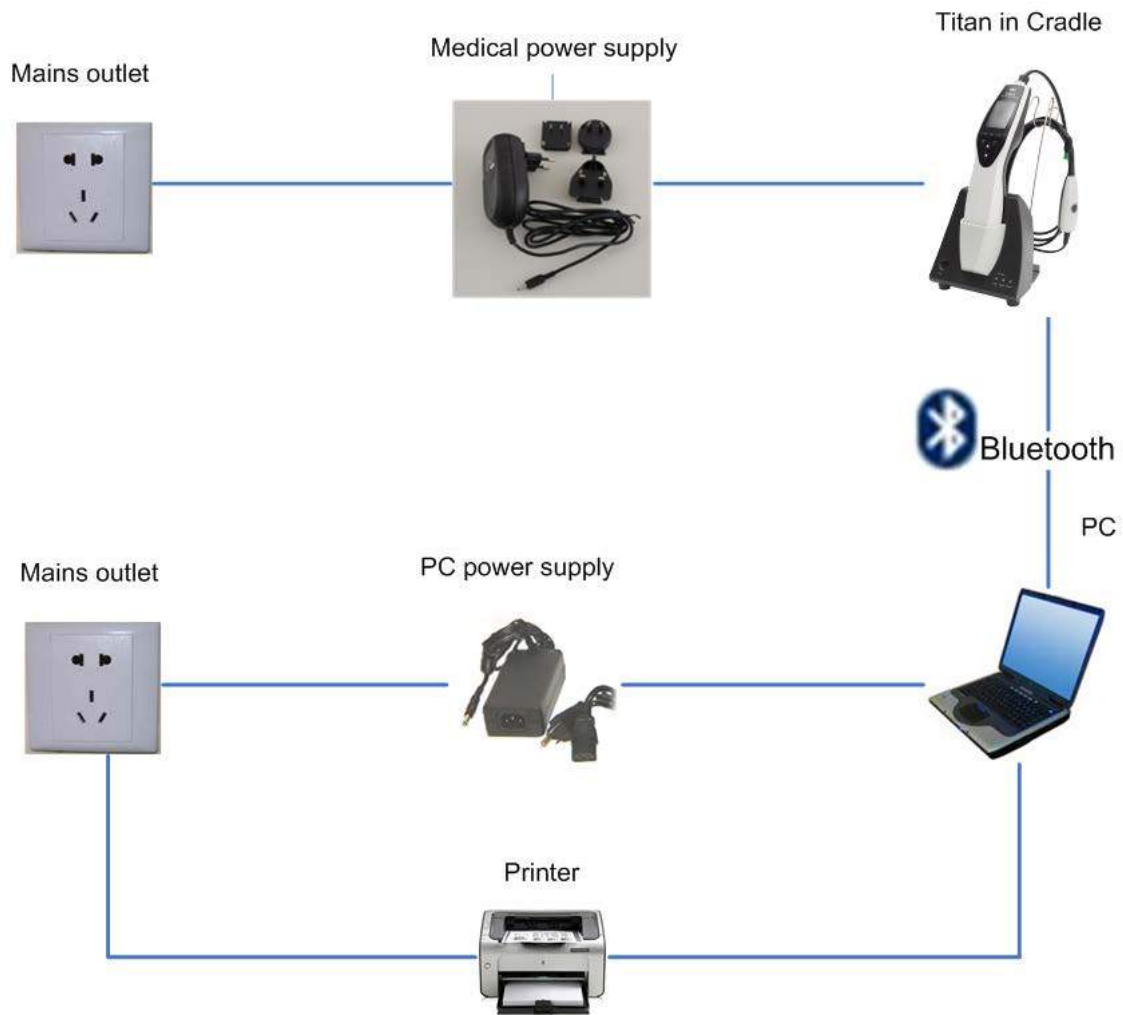 Titan in Cradle
Medical power supply
Mains outlet
Bluetooth
PC
PC power supply
Mains outlet
Printer